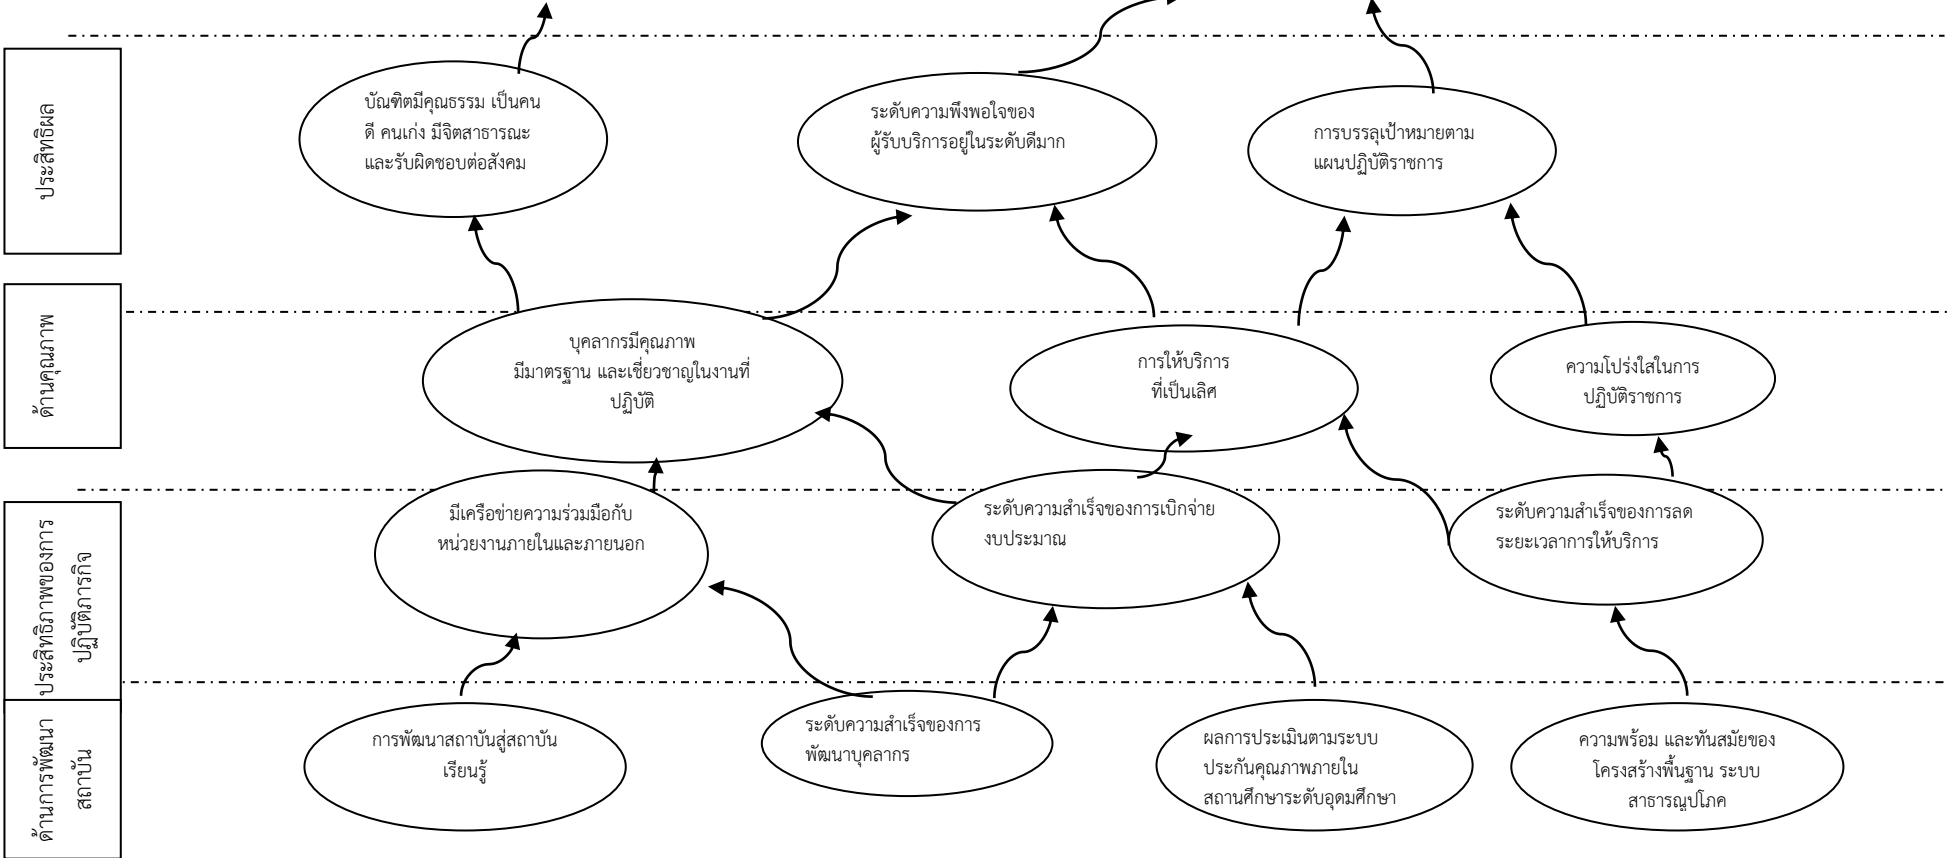 ประสิทธิผล
บัณฑิตมีคุณธรรม เป็นคน
ดี คนเก่ง มีจิตสาธารณะ
และรับผิดชอบต่อสังคม
ระดับความพึงพอใจของ
ผู้รับบริการอยู่ในระดับดีมาก
การบรรลุเป้าหมายตาม
แผนปฏิบัติราชการ
ด้านคุณภาพ
บุคลากรมีคุณภาพ
มีมาตรฐาน และเชี่ยวชาญในงานที่
ปฏิบัติ
การให้บริการ
ที่เป็นเลิศ
ความโปร่งใสในการ
ปฏิบัติราชการ
ประสิทธิภาพของการ
ปฏิบัติภารกิจ
มีเครือข่ายความร่วมมือกับ
หน่วยงานภายในและภายนอก
ระดับความสำเร็จของการเบิกจ่าย
งบประมาณ
ระดับความสำเร็จของการลด
ระยะเวลาการให้บริการ
ด้านการพัฒนา
สถาบัน
การพัฒนาสถาบันสู่สถาบัน
เรียนรู้
ระดับความสำเร็จของการ
พัฒนาบุคลากร
ผลการประเมินตามระบบ
ประกันคุณภาพภายใน
สถานศึกษาระดับอุดมศึกษา
ความพร้อม และทันสมัยของ
โครงสร้างพื้นฐาน ระบบ
สาธารณูปโภค